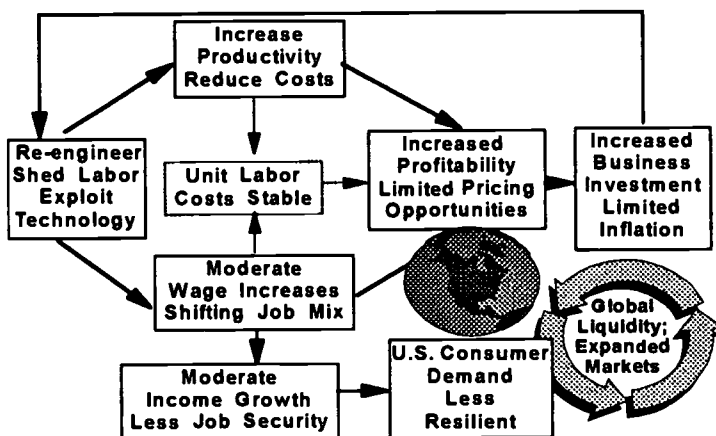 Increase
Productivity
Reduce Costs
Re-engineer
Shed Labor
Exploit
Technology
Unit Labor
Costs Stable
Increased
Profitability
Limited Pricing
Opportunities
Increased
Business
Investment
Limited
Inflation
Moderate
Wage Increases
Shifting Job Mix
Global
Liquidity;
Expanded
Markets
Moderate
Income Growth
Less Job Security
U.S. Consumer
Demand
Less
Resilient